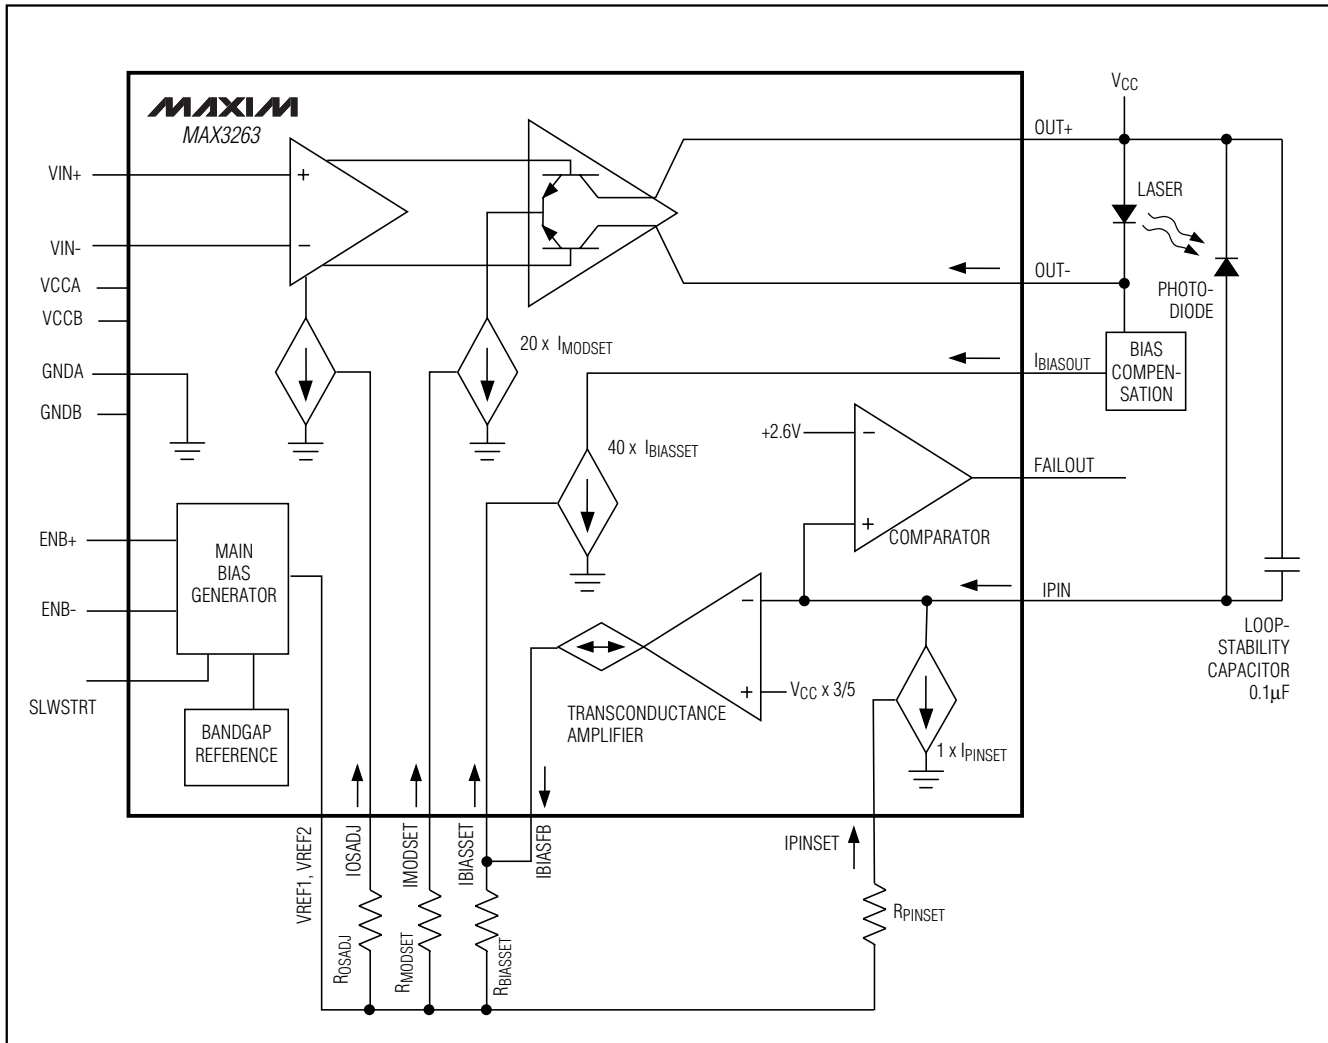 MAXIM
MAX3263
VIN+
VIN-
VCCA
VCCB
GNDA
GNDB
ENB+
ENB-
SLWSTRT
+
−
20 x IMODSET
40 x IBIASSET
MAIN
BIAS
GENERATOR
BANDGAP
REFERENCE
+2.6V
−
+
COMPARATOR
−
+
VCC x 3/5
TRANSCONDUCTANCE
AMPLIFIER
1 x IPINSET
VCC
OUT+
LASER
OUT-
PHOTO-
DIODE
IBIASOUT
BIAS
COMPEN-
SATION
FAILOUT
IPIN
LOOP-
STABILITY
CAPACITOR
0.1µF
VREF1, VREF2
IOSADJ
IMODSET
IBIASSET
IBIASFB
IPINSET
ROSADJ
RMODSET
RBIASSET
RPINSET